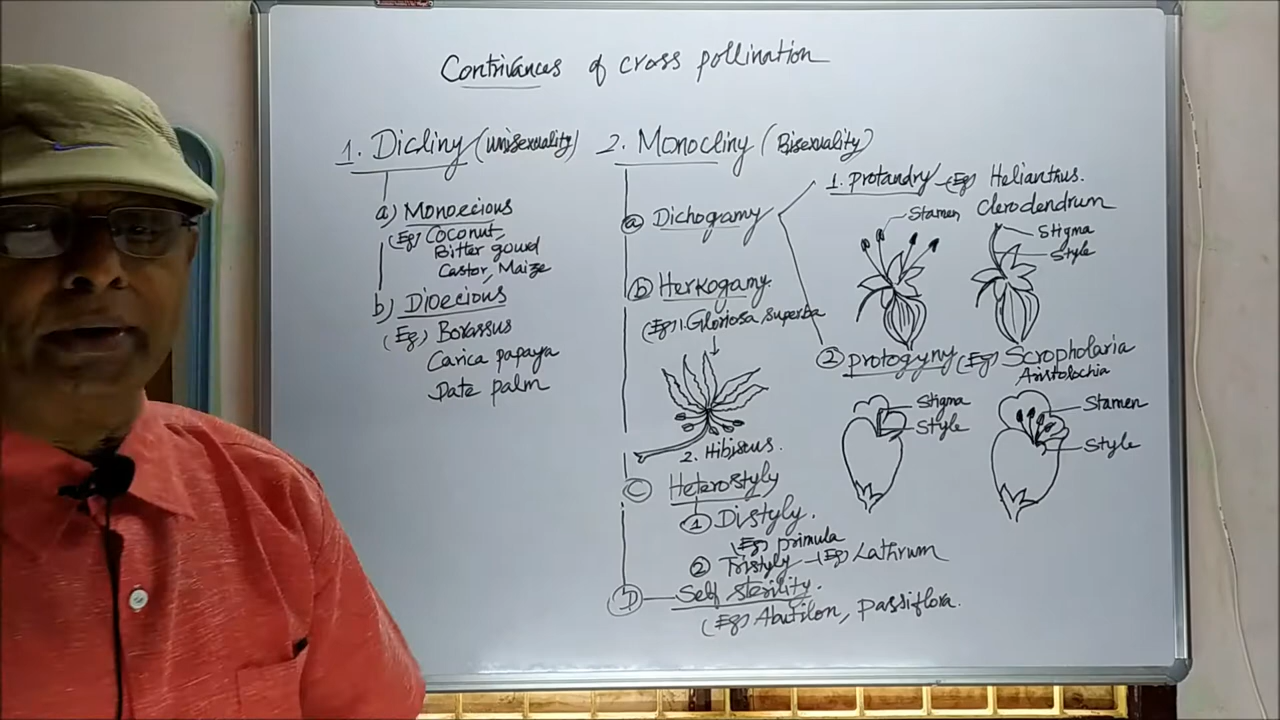 Contrivances of cross pollination
1. Dicliny (unisexuality)
a) Monoecious
(Eg) Coconut,
Bitter gourd
Castor, Maize
b) Dioecious
(Eg) Borassus
Carica papaya
Date palm
2. Monocliny (Bisexuality)
a) Dichogamy
1. Protandry (Eg) Helianthus.
Clerodendrum
Stamen
Stigma
Style
2 protogyny (Eg) Scropholaria
Aristolochia
Stigma
Style
Stamen
Style
b) Herkogamy
(Eg) 1. Gloriosa superba
2. Hibiscus.
C Heterostyly
1 Distyly.
(Eg) primula
2 Tristyly - (Eg) Lathrum
D Self sterility.
(Eg) Abutilon, passiflora.